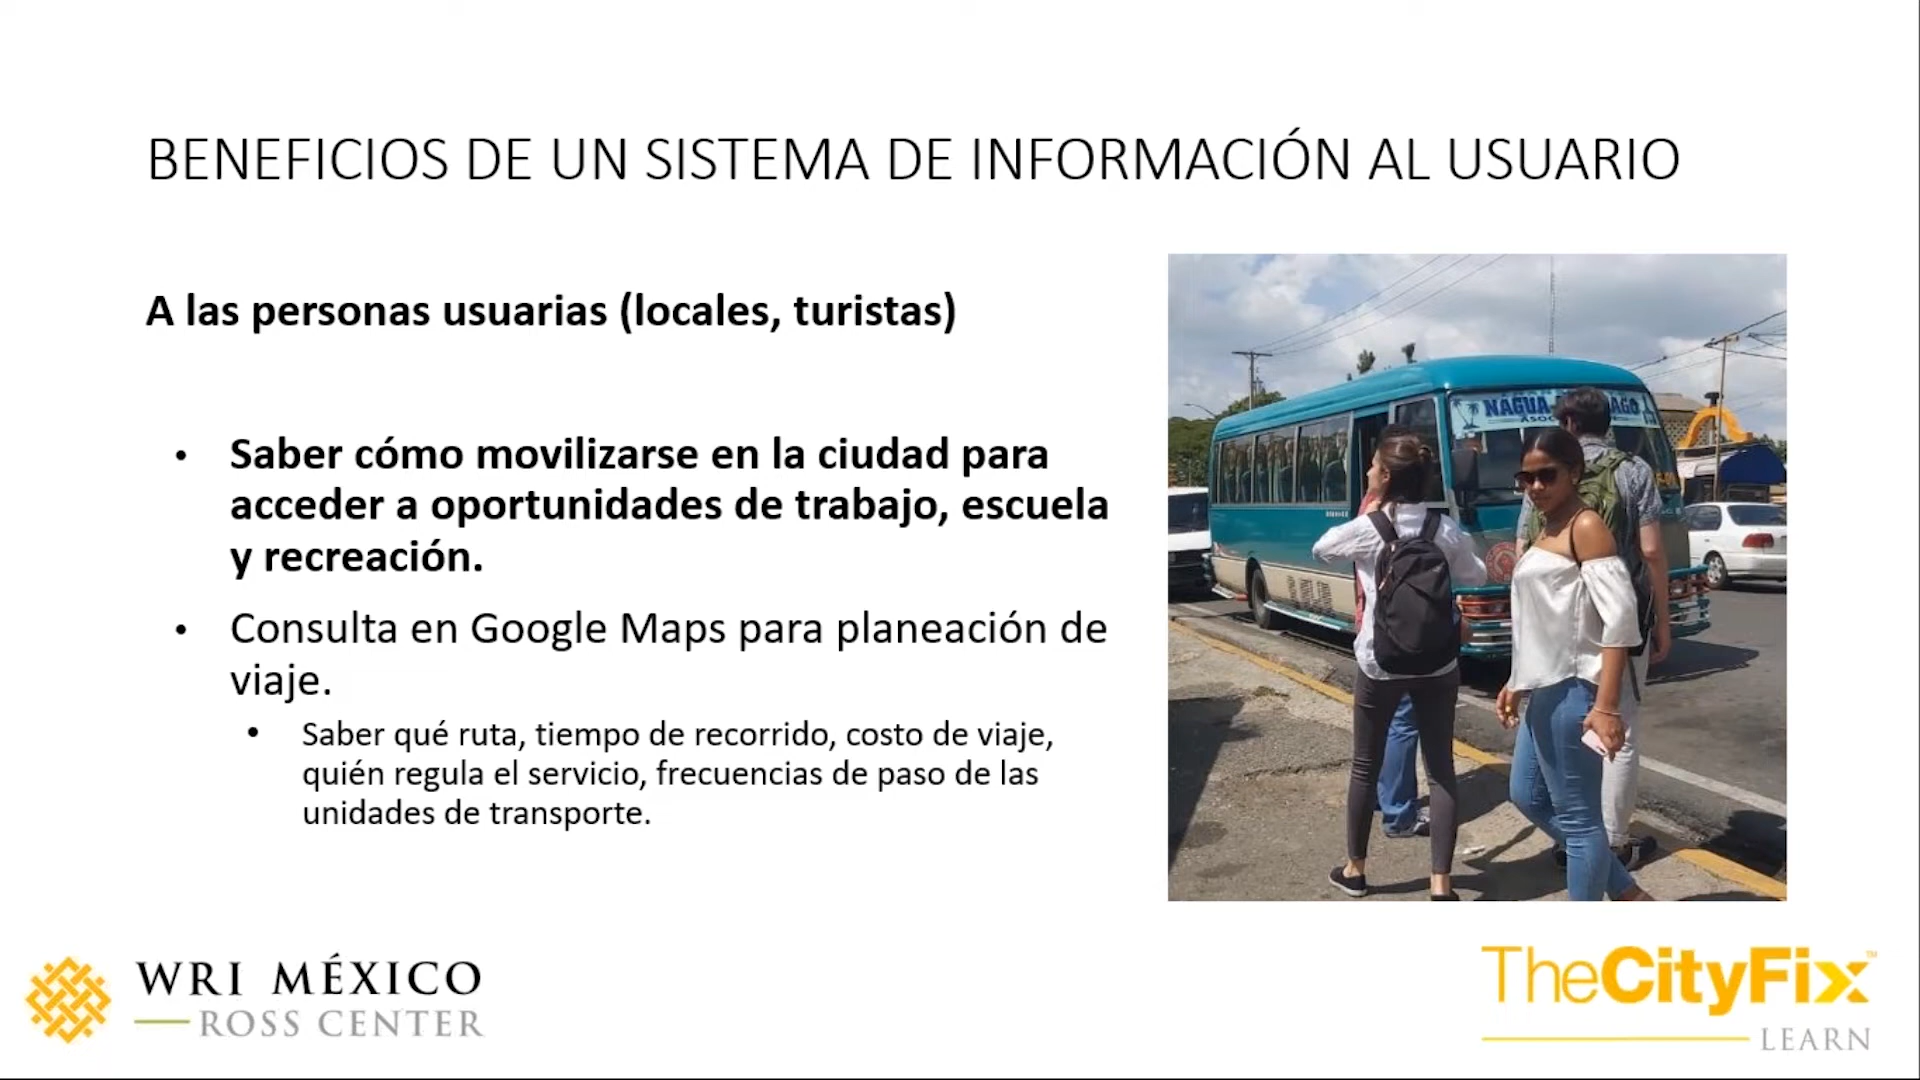 BENEFICIOS DE UN SISTEMA DE INFORMACIÓN AL USUARIO
A las personas usuarias (locales, turistas)
• Saber cómo movilizarse en la ciudad para
acceder a oportunidades de trabajo, escuela
y recreación.
• Consulta en Google Maps para planeación de
viaje.
• Saber qué ruta, tiempo de recorrido, costo de viaje,
quién regula el servicio, frecuencias de paso de las
unidades de transporte.
NAGUA
WRI MÉXICO
ROSS CENTER
TheCityFix™
LEARN